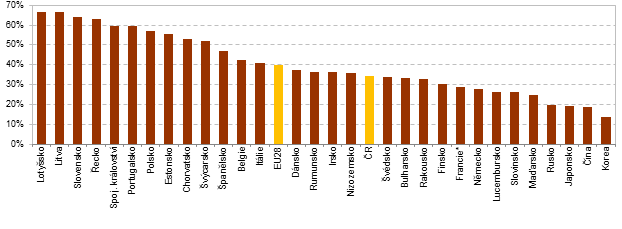 70%
60%
50%
40%
30%
20%
10%
0%
Lotyšsko
Litva
Slovensko
Řecko
Spoj. království
Portugalsko
Polsko
Estonsko
Chorvatsko
Švýcarsko
Španělsko
Belgie
Itálie
EU28
Dánsko
Rumunsko
Irsko
Nizozemsko
ČR
Švédsko
Bulharsko
Rakousko
Finsko
Francie*
Německo
Lucembursko
Slovinsko
Maďarsko
Rusko
Japonsko
Čína
Korea